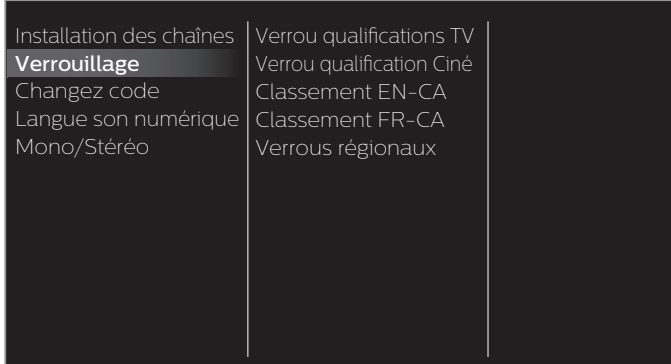 Installation des chaînes
Verrouillage
Changez code
Langue son numérique
Mono/Stéréo
Verrou qualifications TV
Verrou qualification Ciné
Classement EN-CA
Classement FR-CA
Verrous régionaux